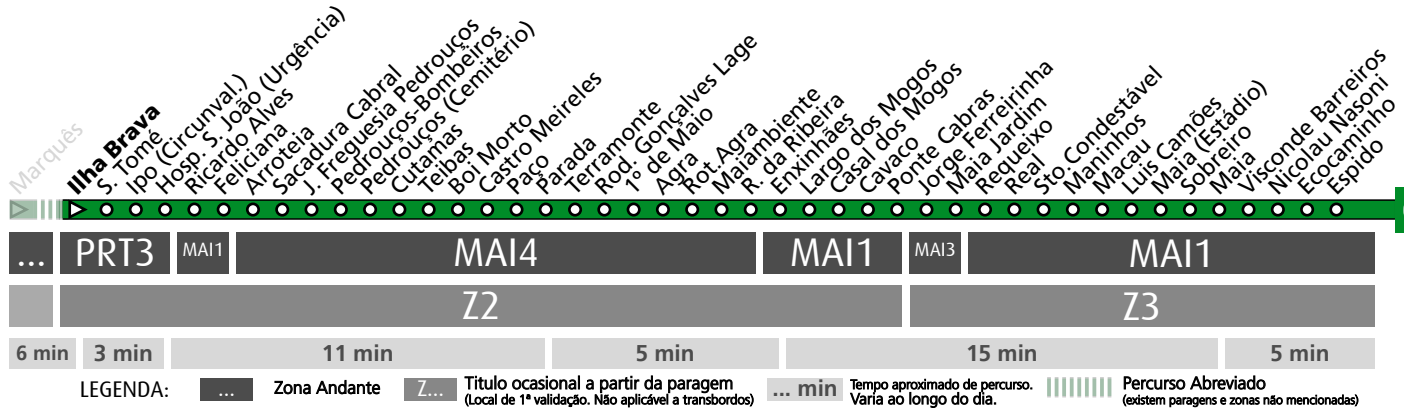 Marquês
Ilha Brava
S. Tomé
Ipo (Circunval.)
Hosp. S. João (Urgência)
Ricardo Alves
Feliciana
Arroteia
Sacadura Cabral
J. Freguesia Pedrouços
Pedrouços-Bombeiros
Pedrouços (Cemitério)
Cutamas
Teibas
Boi Morto
Castro Meireles
Paço
Parada
Terramonte
Rod. Gonçalves Lage
1º de Maio
Agra
Rot Agra
Maiambiente
R. da Ribeira
Enxinhães
Largo dos Mogos
Casal dos Mogos
Cavaco
Ponte Cabras
Jorge Ferreirinha
Maria Jardim
Requeixo
Real
Sto. Condestável
Maninhos
Macau
Luis Camões
Maia (Estádio)
Sobreiro
Maia
Visconde Barreiros
Nicolau Nasoni
Ecocaminho
Espido
... PRT3 MAI1 MAI4 MAI1 MAI3 MAI1
Z2 Z3
6 min 3 min 11 min 5 min 15 min 5 min
LEGENDA: ... Zona Andante Z... Titulo ocasional a partir da paragem
(Local de 1ª validação. Não aplicável a transbordos)
... min Tempo aproximado de percurso.
Varia ao longo do dia.
Percurso Abreviado
(existem paragens e zonas não mencionadas)